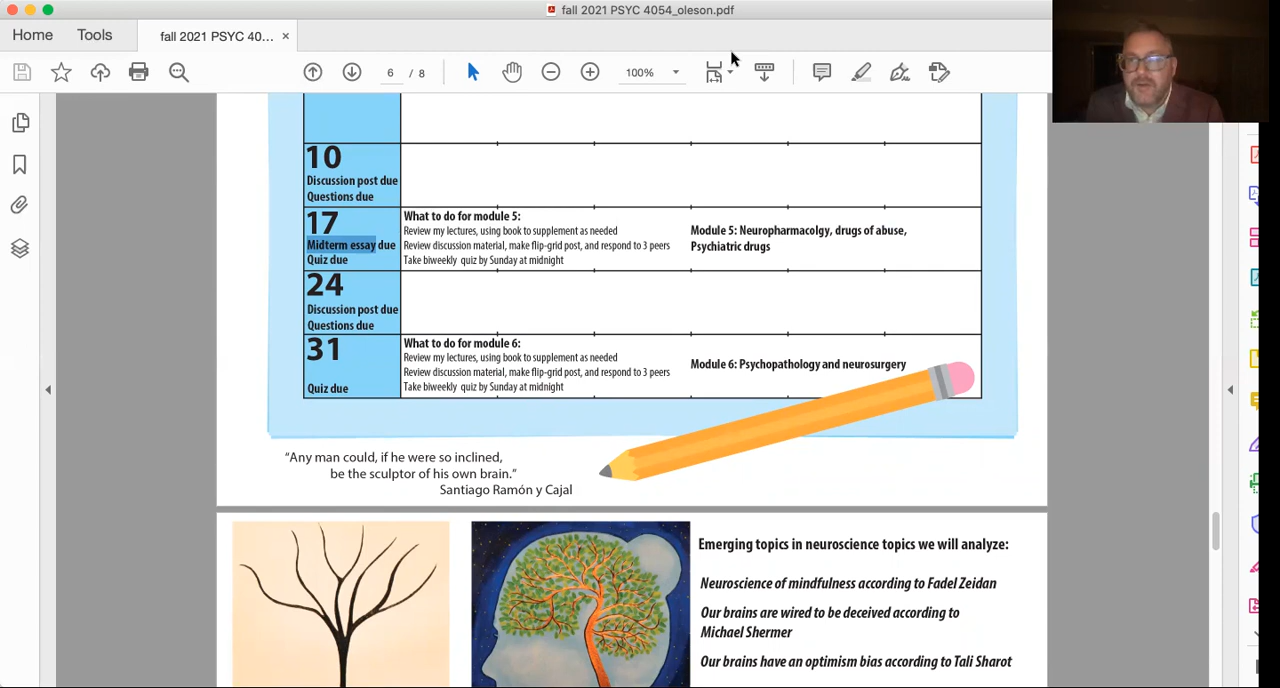 fall 2021 PSYC 4054_oleson.pdf
Home
Tools
fall 2021 PSYC 40...
6 / 8
100%
10
Discussion post due
Questions due
17
Midterm essay due
Quiz due
What to do for module 5:
Review my lectures, using book to supplement as needed
Review discussion material, make flip-grid post, and respond to 3 peers
Take biweekly quiz by Sunday at midnight
Module 5: Neuropharmacolgy, drugs of abuse,
Psychiatric drugs
24
Discussion post due
Questions due
31
Quiz due
What to do for module 6:
Review my lectures, using book to supplement as needed
Review discussion material, make flip-grid post, and respond to 3 peers
Take biweekly quiz by Sunday at midnight
Module 6: Psychopathology and neurosurgery
“Any man could, if he were so inclined,
be the sculptor of his own brain.”
Santiago Ramón y Cajal
Emerging topics in neuroscience topics we will analyze:
Neuroscience of mindfulness according to Fadel Zeidan
Our brains are wired to be deceived according to
Michael Shermer
Our brains have an optimism bias according to Tali Sharot